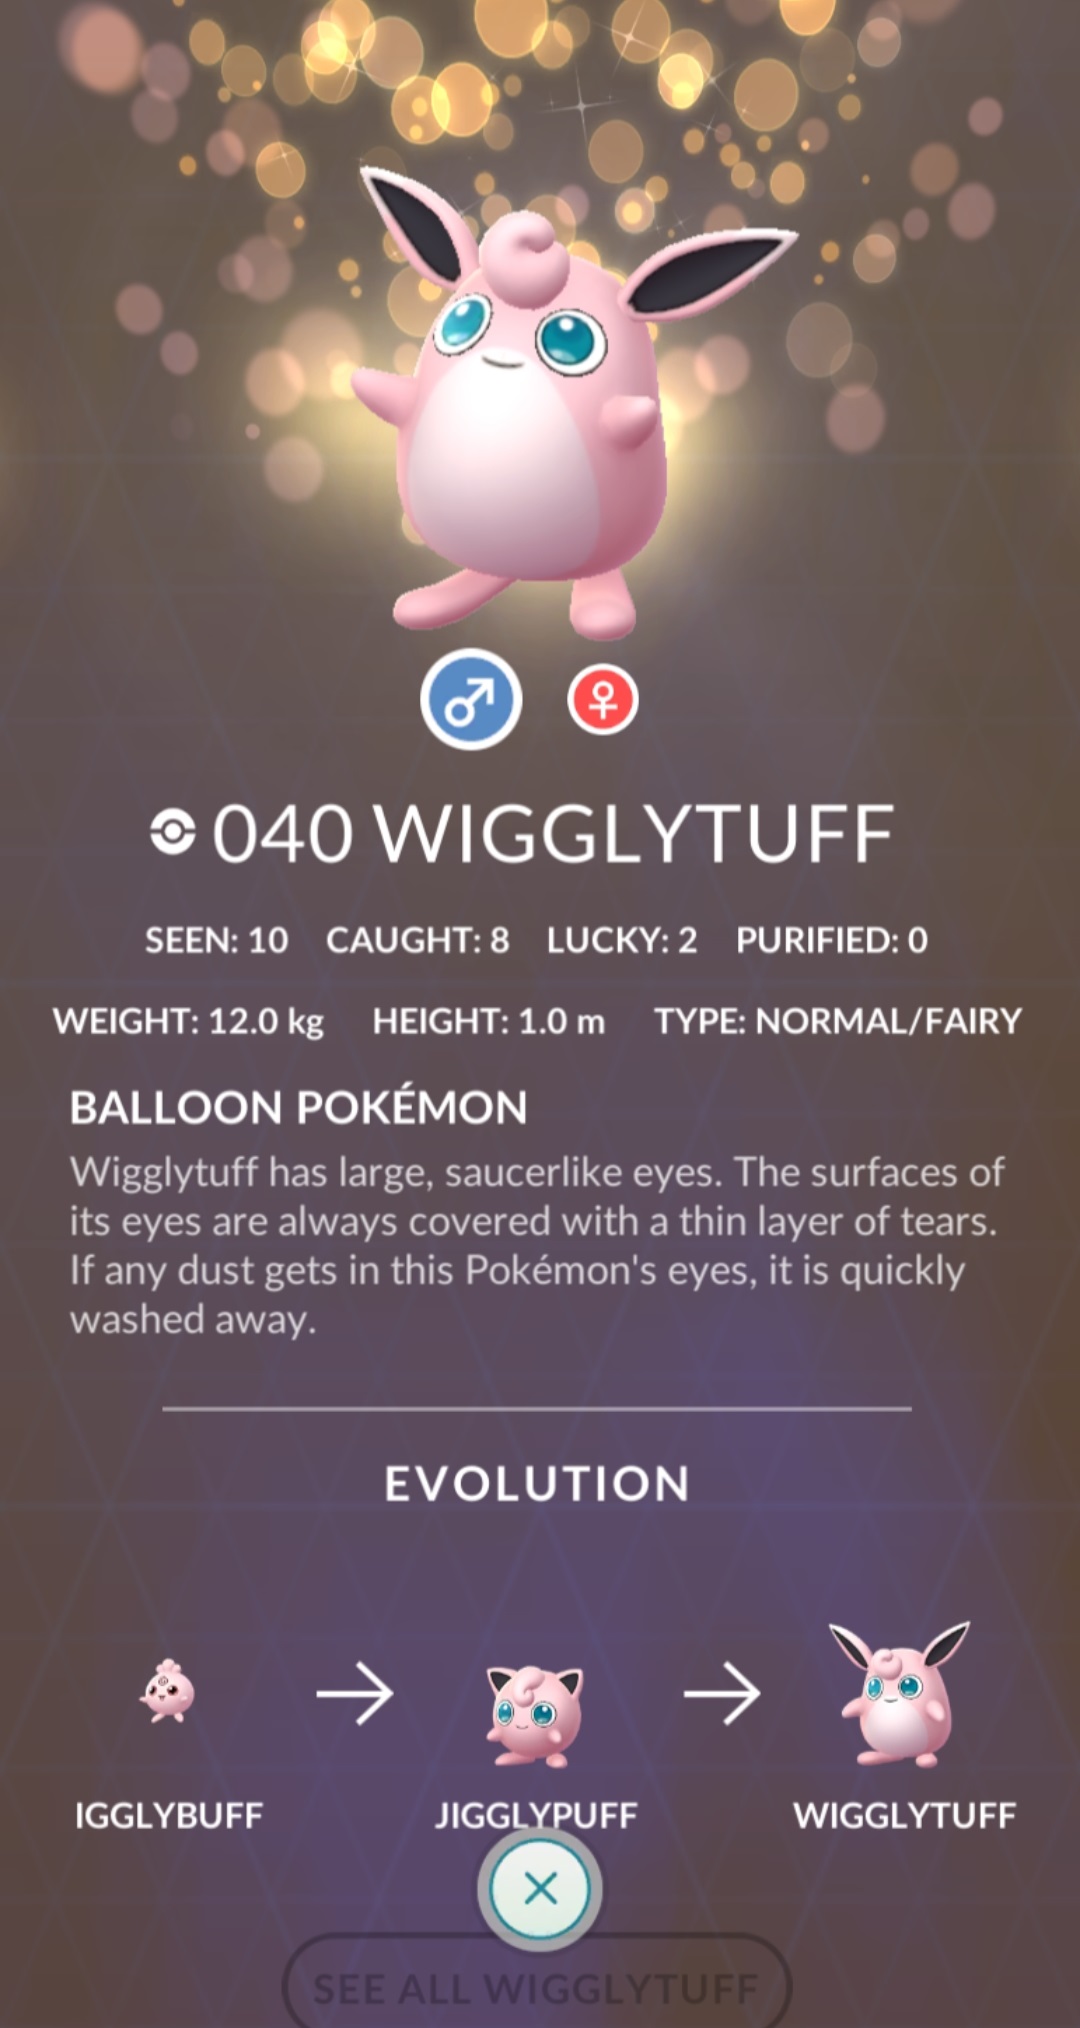 040 WIGGLYTUFF
SEEN: 10 CAUGHT: 8 LUCKY: 2 PURIFIED: 0
WEIGHT: 12.0 kg HEIGHT: 1.0 m TYPE: NORMAL/FAIRY
BALLOON POKÉMON
Wigglytuff has large, saucerlike eyes. The surfaces of
its eyes are always covered with a thin layer of tears.
If any dust gets in this Pokémon's eyes, it is quickly
washed away.
EVOLUTION
IGGLYBUFF JIGGLYPUFF WIGGLYTUFF
SEE ALL WIGGLYTUFF